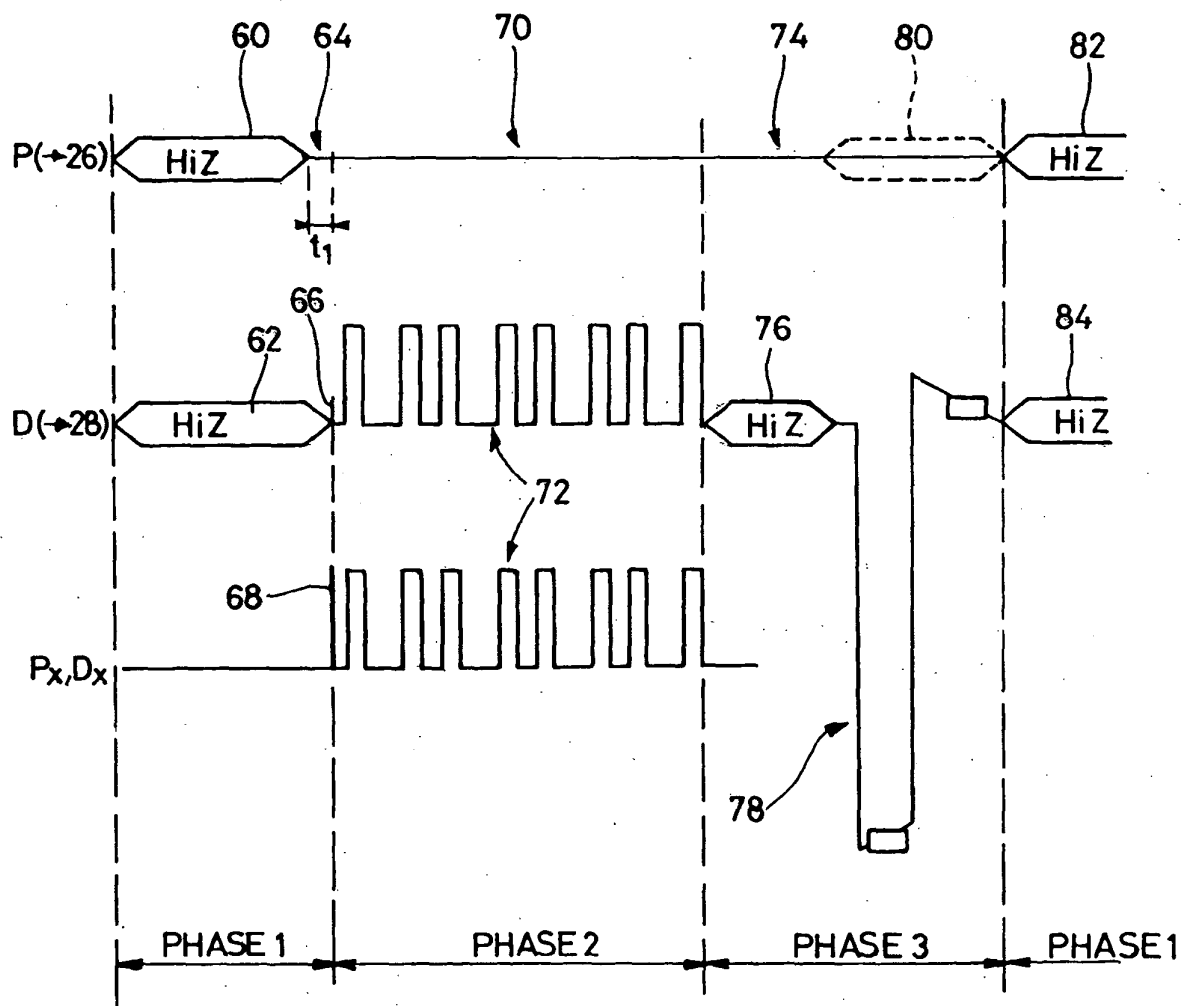 60 64 70 74 80 82
P(→26) HiZ HiZ
t1
66 62 76 84
D(→28) HiZ HiZ HiZ
72
68
Px,Dx
78
PHASE 1 PHASE 2 PHASE 3 PHASE 1